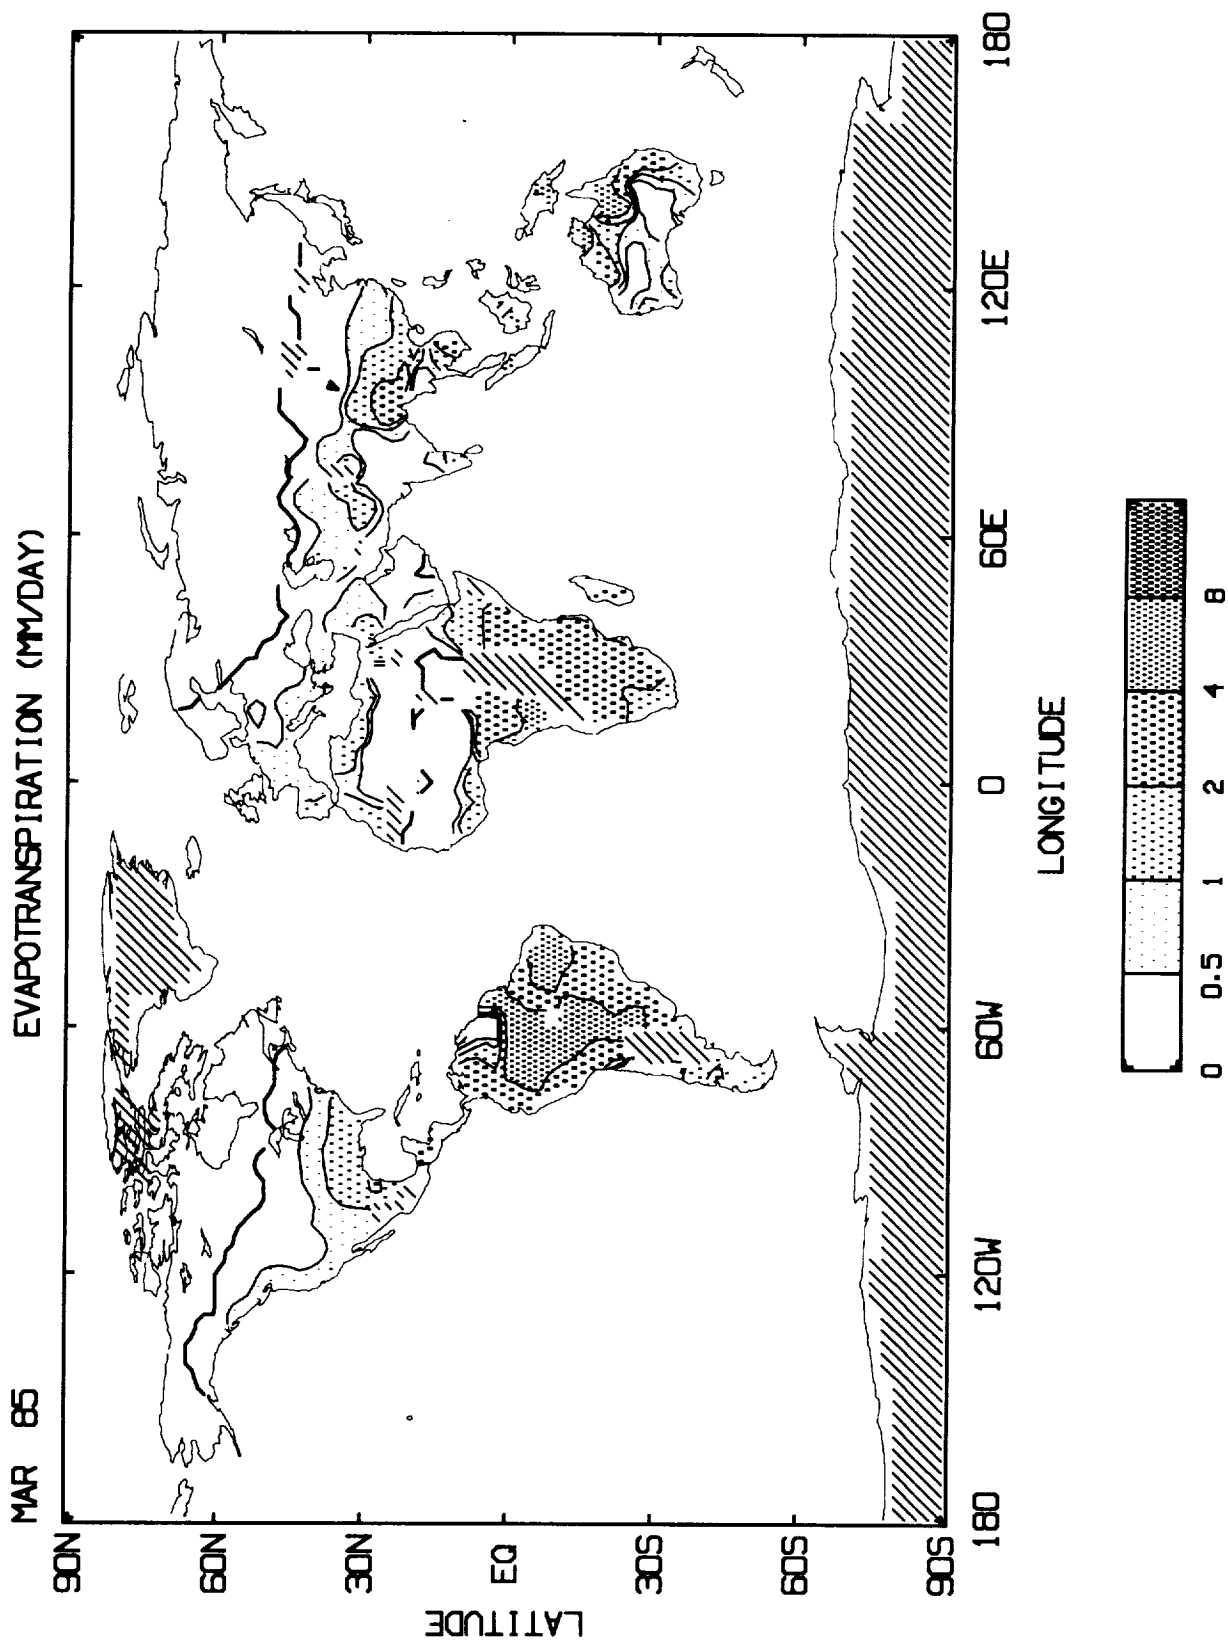 MAR 85 EVAPOTRANSPIRATION (MM/DAY)
90N
60N
30N
EQ
30S
60S
90S
LATITUDE
180 120W 60W 0 60E 120E 180
LONGITUDE
0 0.5 1 2 4 8